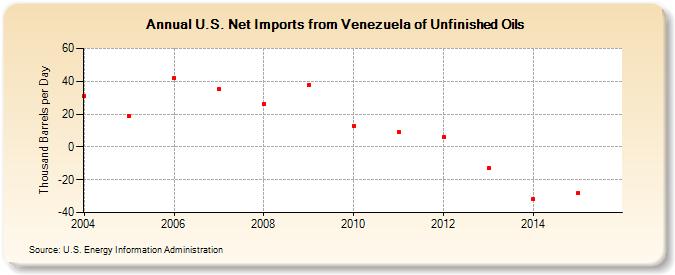 Annual U.S. Net Imports from Venezuela of Unfinished Oils
Thousand Barrels per Day
60
40
20
0
-20
-40
2004 2006 2008 2010 2012 2014
Source: U.S. Energy Information Administration